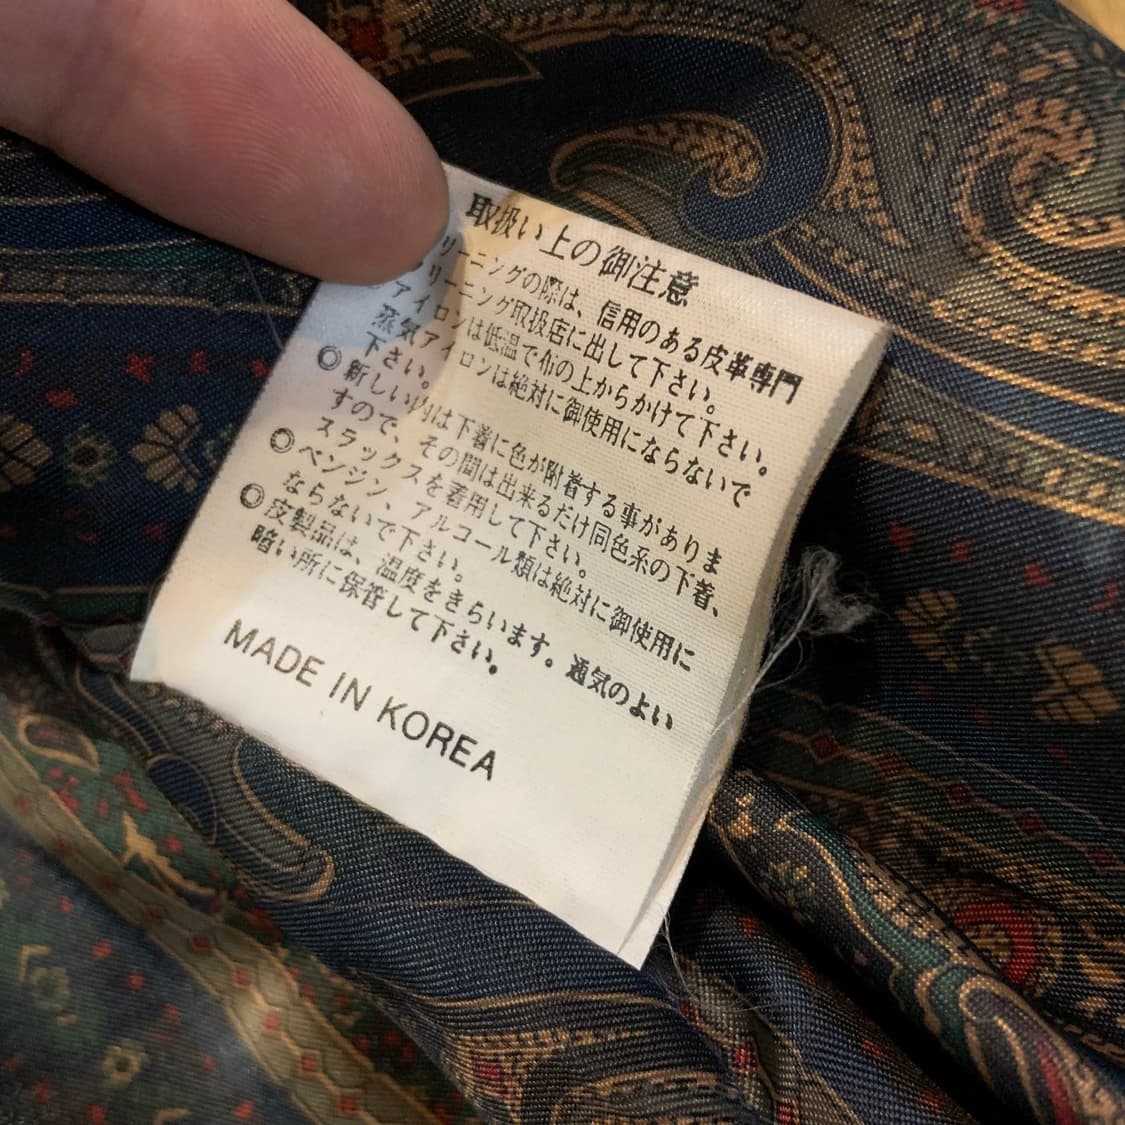 取扱い上の御注意
リーニングの際は、信用のある皮革専門
リーニング取扱店に出して下さい。
アイロンは低温で布の上からかけて下さい。
蒸気アイロンは絶対に御使用にならないで
下さい。
◎新しい内は下着に色が附着する事がありま
すので、その間は出来るだけ同色系の下着、
スラックスを着用して下さい。
◎ベンジン、アルコール類は絶対に御使用に
ならないで下さい。
◎皮製品は、温度をきらいます。通気のよい
暗い所に保管して下さい。
MADE IN KOREA